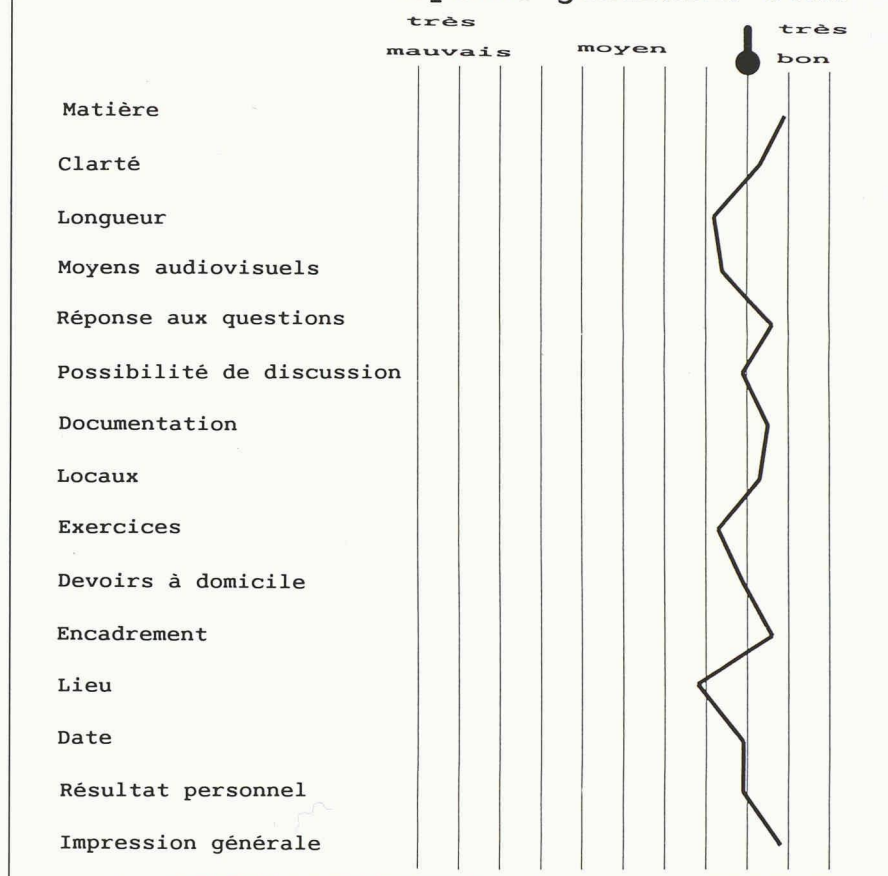 très
mauvais
moyen
très
bon
Matière
Clarté
Longueur
Moyens audiovisuels
Réponse aux questions
Possibilité de discussion
Documentation
Locaux
Exercices
Devoirs à domicile
Encadrement
Lieu
Date
Résultat personnel
Impression générale